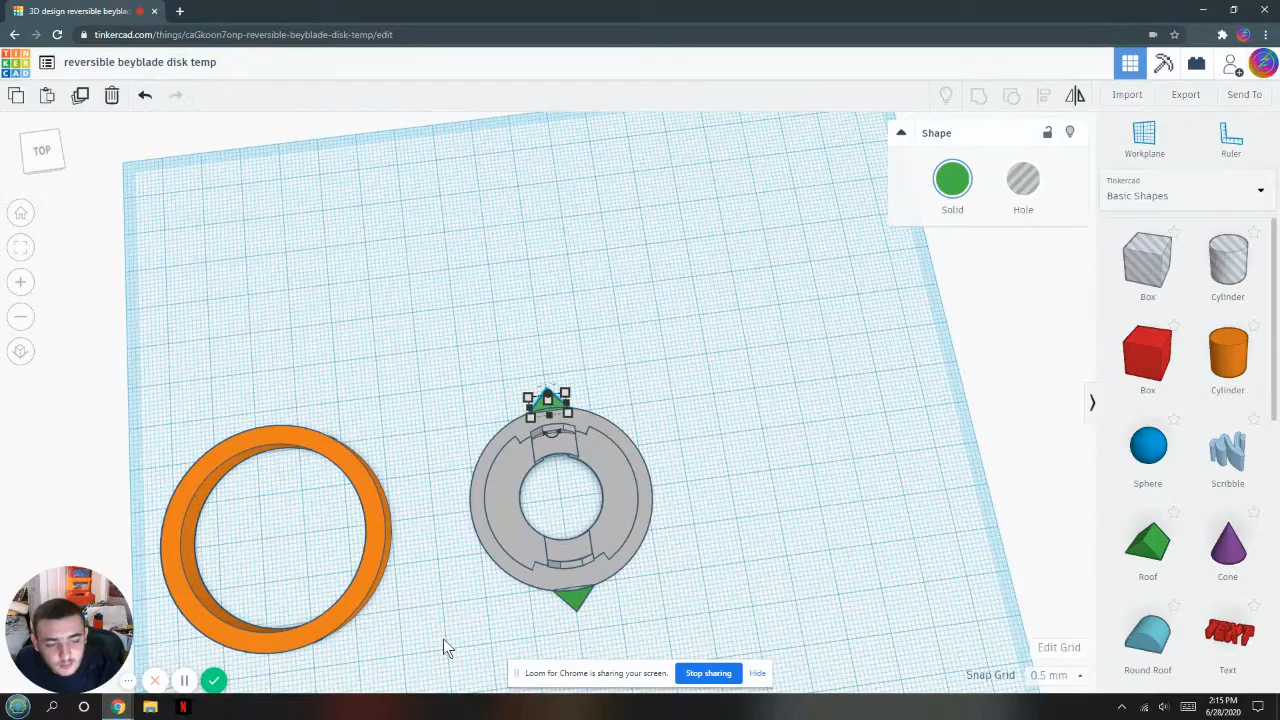 3D design reversible beyblad
tinkercad.com/things/caGkoon7onp-reversible-beyblade-disk-temp/edit
TIN
KER
CAD
reversible beyblade disk temp
Import
Export
Send To
TOP
Shape
Solid
Hole
Workplane
Ruler
Tinkercad
Basic Shapes
Box
Cylinder
Box
Cylinder
Sphere
Scribble
Roof
Cone
Round Roof
TEXT
Text
Edit Grid
Snap Grid
0.5 mm
Loom for Chrome is sharing your screen.
Stop sharing
Hide
N
2:15 PM
6/28/2020